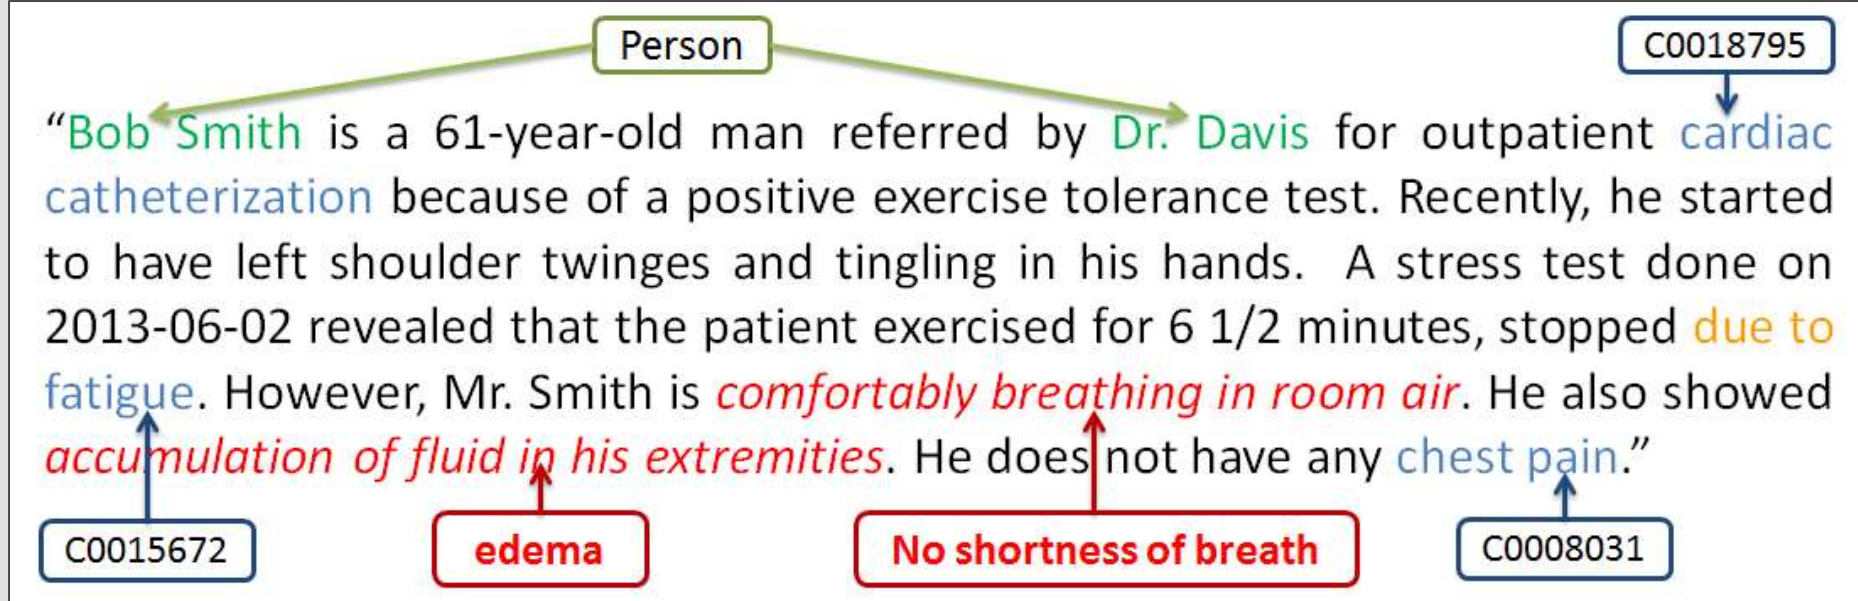 Person
C0018795
“Bob Smith is a 61-year-old man referred by Dr. Davis for outpatient cardiac
catheterization because of a positive exercise tolerance test. Recently, he started
to have left shoulder twinges and tingling in his hands. A stress test done on
2013-06-02 revealed that the patient exercised for 6 1/2 minutes, stopped due to
fatigue. However, Mr. Smith is comfortably breathing in room air. He also showed
accumulation of fluid in his extremities. He does not have any chest pain.”
C0015672
edema
No shortness of breath
C0008031